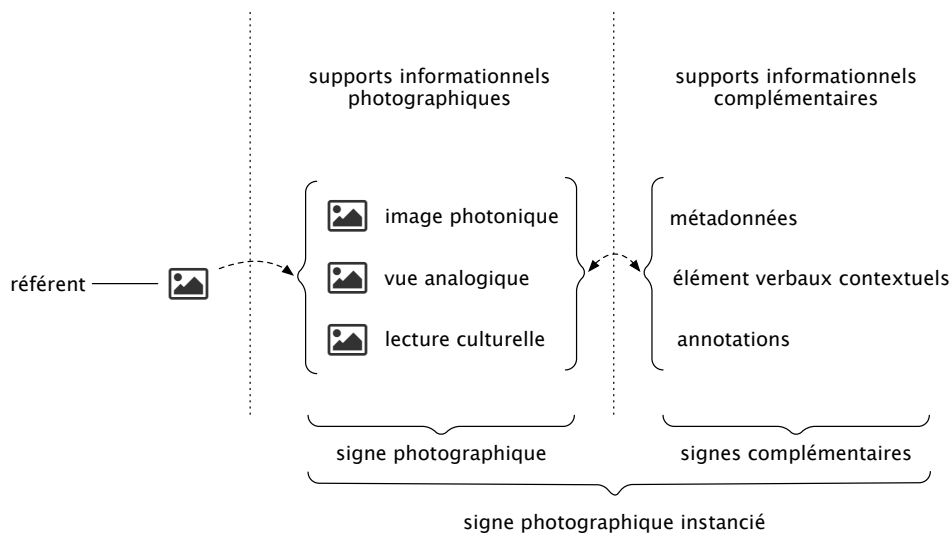 supports informationnels
photographiques
supports informationnels
complémentaires
image photonique
métadonnées
référent
vue analogique
élément verbaux contextuels
lecture culturelle
annotations
signe photographique
signes complémentaires
signe photographique instancié